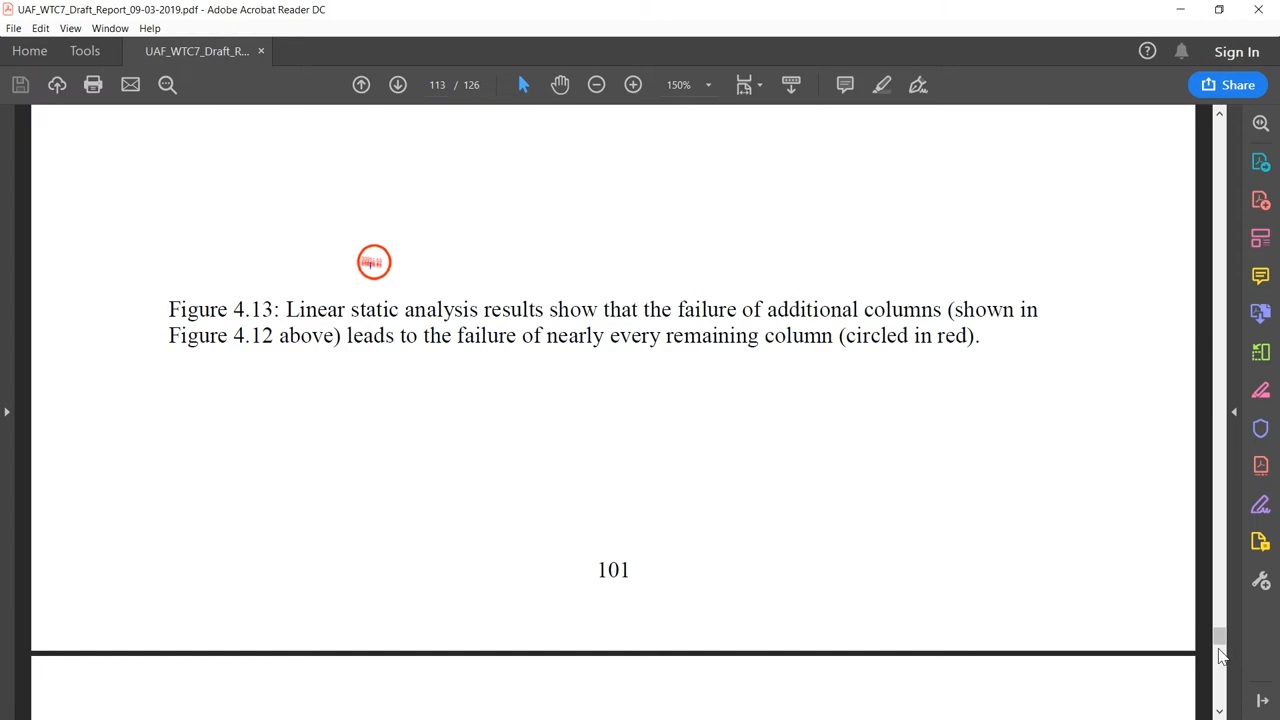 UAF_WTC7_Draft_Report_09-03-2019.pdf - Adobe Acrobat Reader DC
File Edit View Window Help
Home Tools UAF_WTC7_Draft_R... × Sign In
113 / 126 150% Share
Figure 4.13: Linear static analysis results show that the failure of additional columns (shown in
Figure 4.12 above) leads to the failure of nearly every remaining column (circled in red).
101